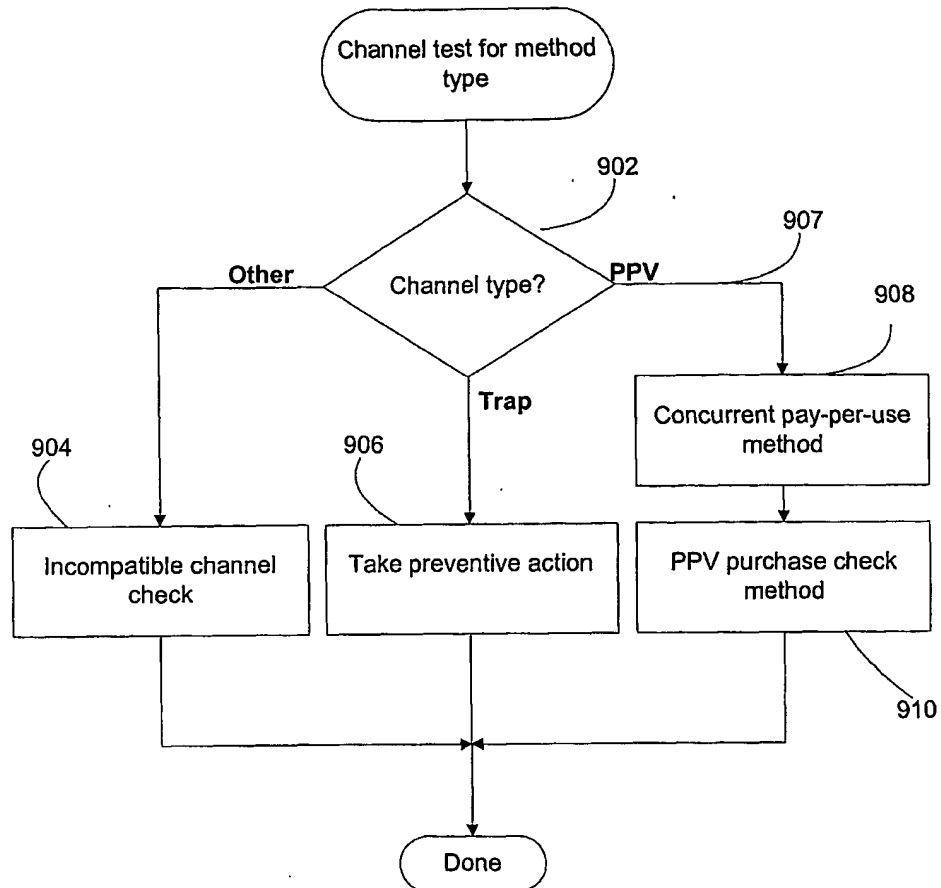 Channel test for method
type
902
907
Other
Channel type?
PPV
908
Trap
Concurrent pay-per-use
method
904
906
Incompatible channel
check
Take preventive action
PPV purchase check
method
910
Done